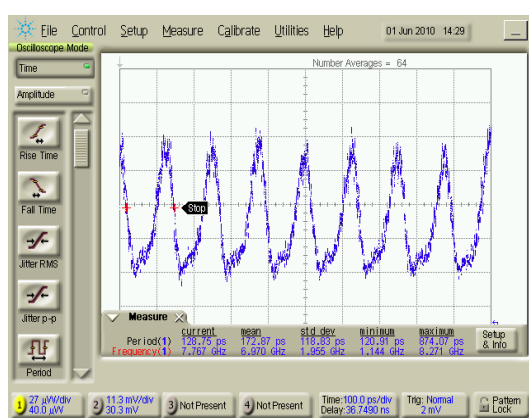 File Control Setup Measure Calibrate Utilities Help 01 Jun 2010 14:29
Oscilloscope Mode
Time
Number Averages = 64
Amplitude
Rise Time
Fall Time
Stop
Jitter RMS
Jitter p-p
Period
Measure
current mean std dev minimum maximum
Period(1) 128.75 ps 172.87 ps 118.83 ps 120.91 ps 874.07 ps
Frequency(1) 7.767 GHz 6.970 GHz 1.955 GHz 1.144 GHz 8.271 GHz
Setup & Info
1 27 µW/div 40.0 µW
2 11.3 mV/div 30.3 mV
3 Not Present
4 Not Present
Time:100.0 ps/div Delay:36.7490 ns
Trig: Normal 2 mV
Pattern Lock